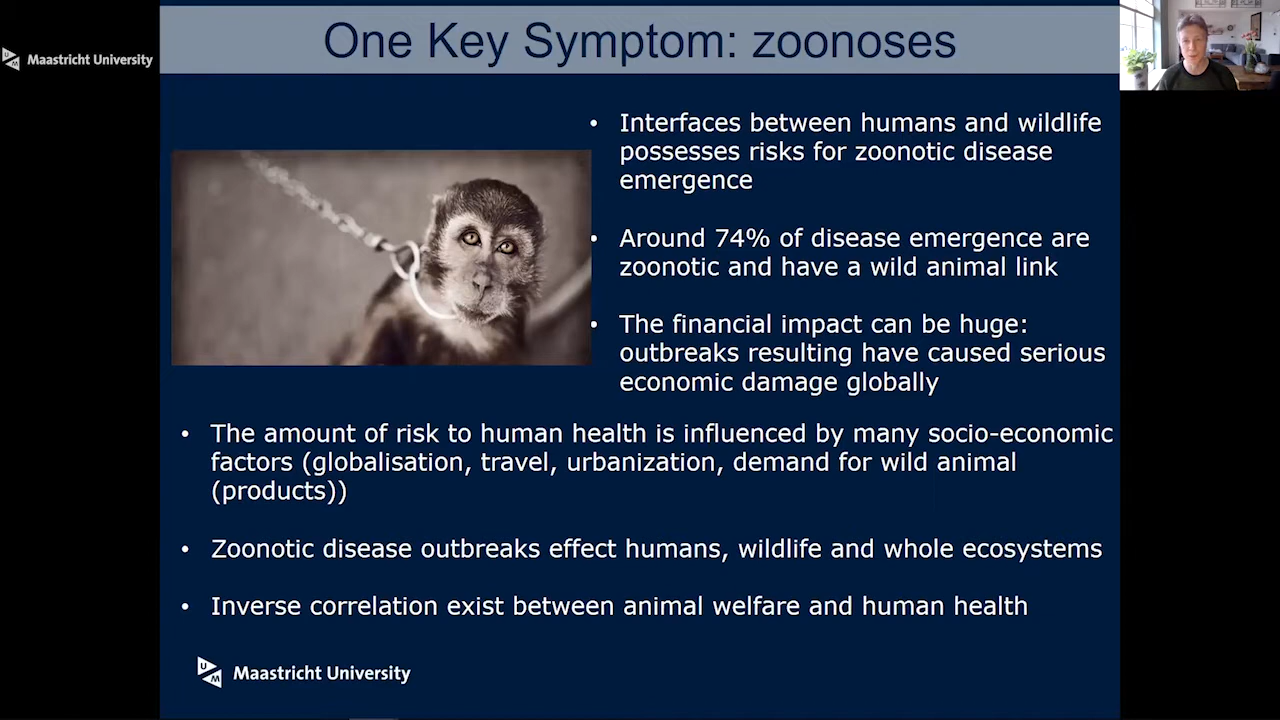 One Key Symptom: zoonoses
Maastricht University
• Interfaces between humans and wildlife
possesses risks for zoonotic disease
emergence
• Around 74% of disease emergence are
zoonotic and have a wild animal link
• The financial impact can be huge:
outbreaks resulting have caused serious
economic damage globally
• The amount of risk to human health is influenced by many socio-economic
factors (globalisation, travel, urbanization, demand for wild animal
(products))
• Zoonotic disease outbreaks effect humans, wildlife and whole ecosystems
• Inverse correlation exist between animal welfare and human health
Maastricht University